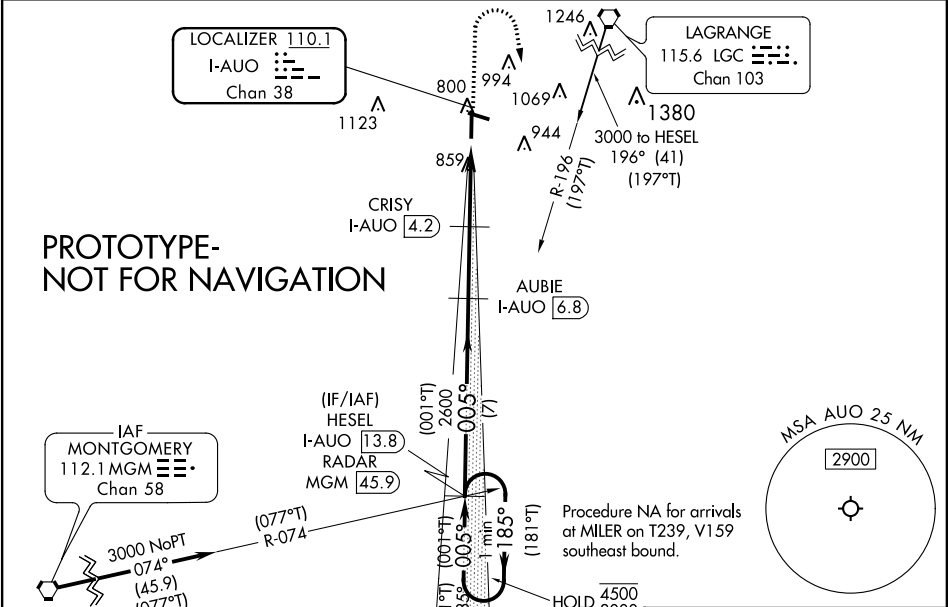 LOCALIZER 110.1
I-AUO
Chan 38
1246
LAGRANGE
115.6 LGC
Chan 103
994
800
1123
1069
944
1380
3000 to HESEL
196° (41)
(197°T)
R-196
(197°T)
859
CRISY
I-AUO 4.2
PROTOTYPE-
NOT FOR NAVIGATION
AUBIE
I-AUO 6.8
(001°T)
2600
005°
(7)
(IF/IAF)
HESEL
I-AUO 13.8
RADAR
MGM 45.9
IAF
MONTGOMERY
112.1 MGM
Chan 58
MSA AUO 25 NM
2900
3000 NoPT
074°
(45.9)
(077°T)
(077°T)
R-074
(001°T)
005°
1 min
185°
(181°T)
Procedure NA for arrivals
at MILER on T239, V159
southeast bound.
HOLD 4500